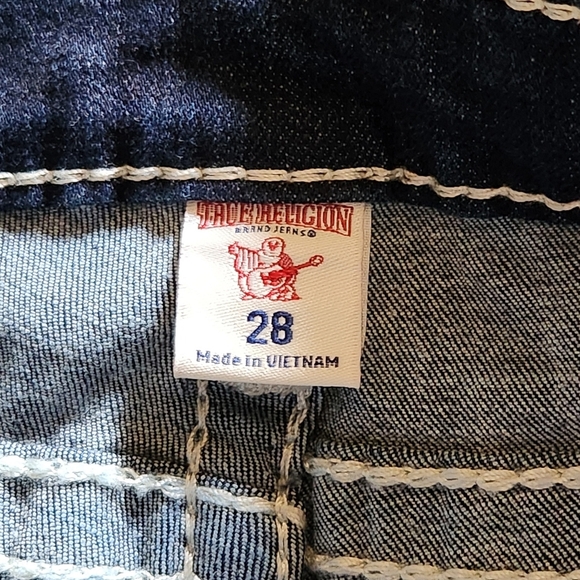 TRUE RELIGION
BRAND JEANS®
28
Made in VIETNAM